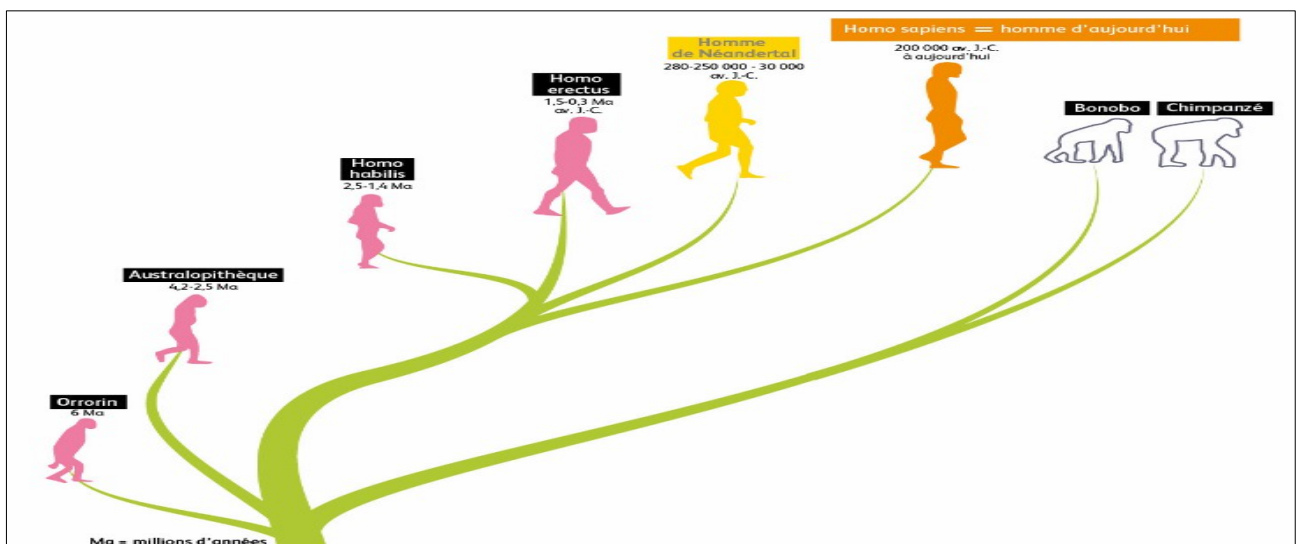 Homo sapiens = homme d'aujourd'hui
200 000 av. J.-C.
à aujourd'hui
Homme
de Néandertal
280-250 000 - 30 000
av. J.-C.
Homo
erectus
1,5-0,3 Ma
av. J.-C.
Bonobo
Chimpanzé
Homo
habilis
2,5-1,4 Ma
Australopithèque
4,2-2,5 Ma
Orrorin
6 Ma
Ma = millions d'années